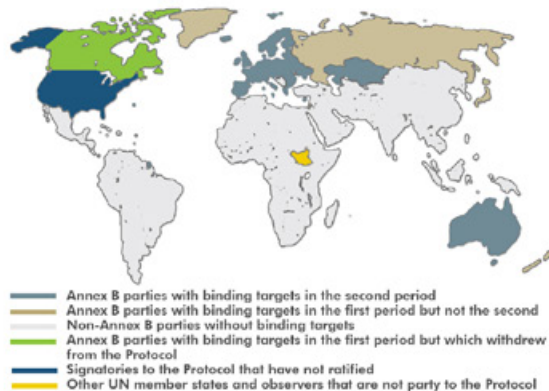 Annex B parties with binding targets in the second period
Annex B parties with binding targets in the first period but not the second
Non-Annex B parties without binding targets
Annex B parties with binding targets in the first period but which withdrew
from the Protocol
Signatories to the Protocol that have not ratified
Other UN member states and observers that are not party to the Protocol